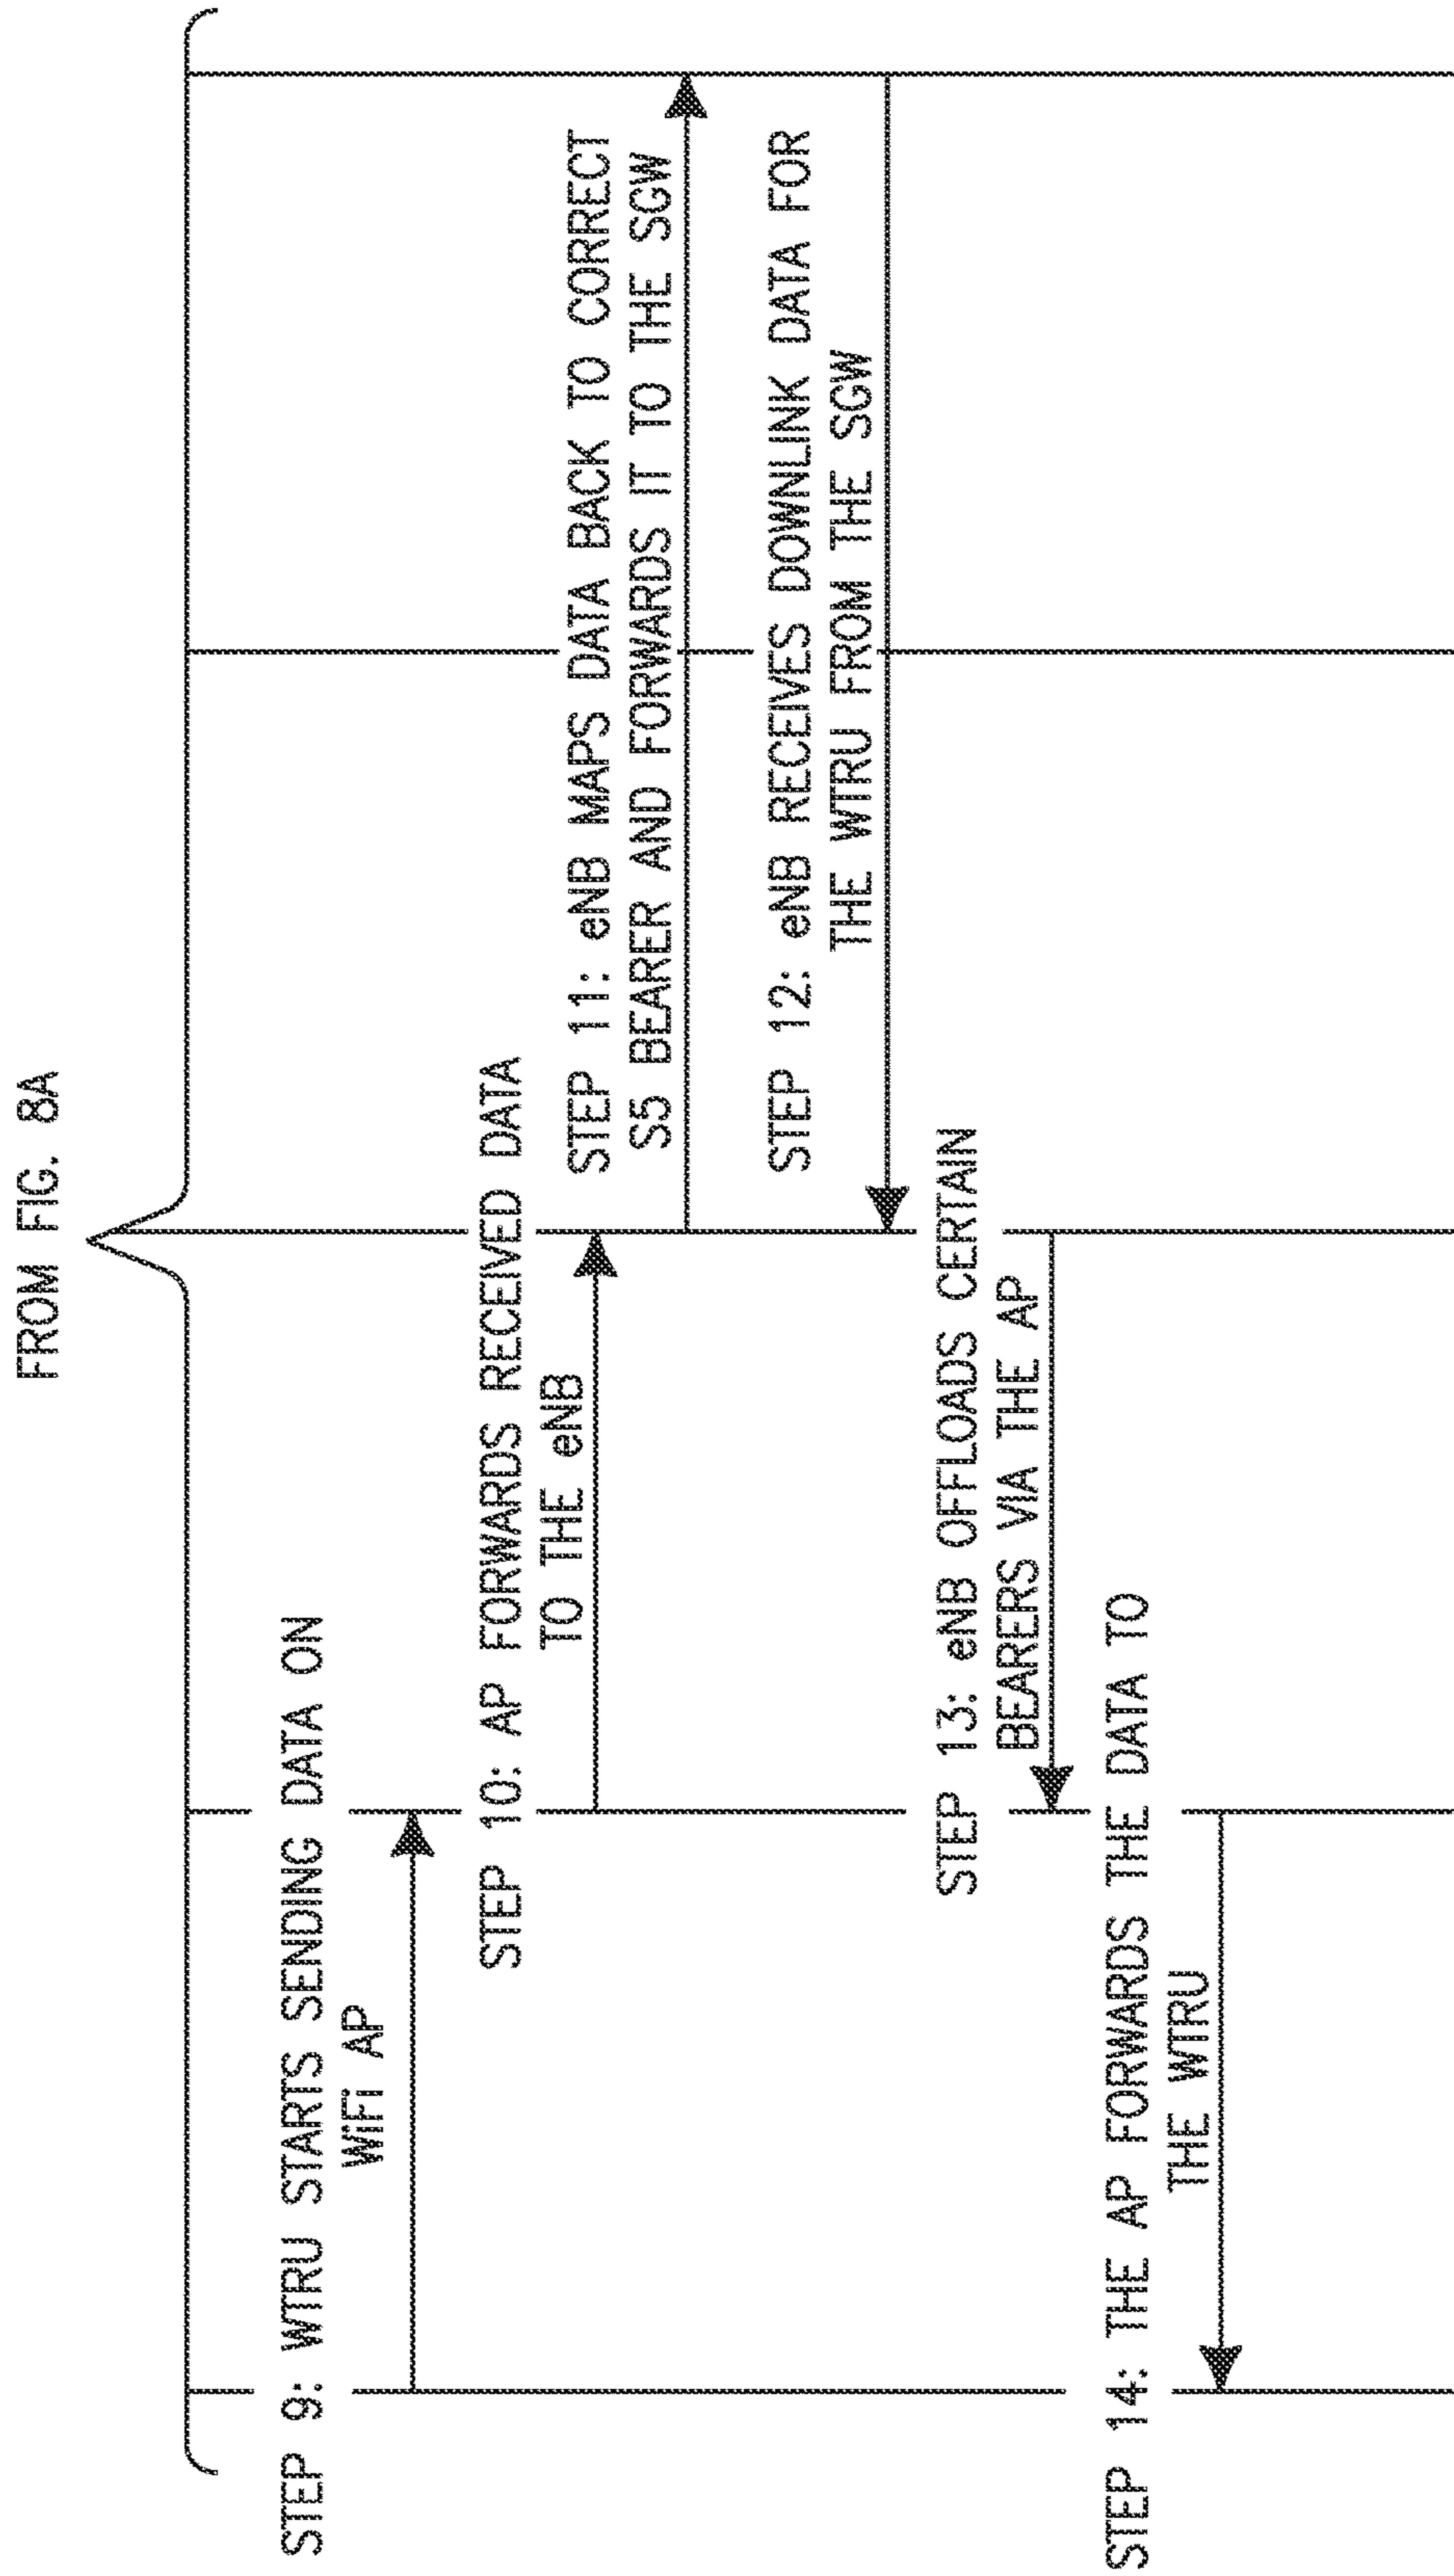 FROM FIG. 8A
STEP 9: WTRU STARTS SENDING DATA ON
WiFi AP
STEP 10: AP FORWARDS RECEIVED DATA
TO THE eNB
STEP 11: eNB MAPS DATA BACK TO CORRECT
S5 BEARER AND FORWARDS IT TO THE SGW
STEP 12: eNB RECEIVES DOWNLINK DATA FOR
THE WTRU FROM THE SGW
STEP 13: eNB OFFLOADS CERTAIN
BEARERS VIA THE AP
STEP 14: THE AP FORWARDS THE DATA TO
THE WTRU